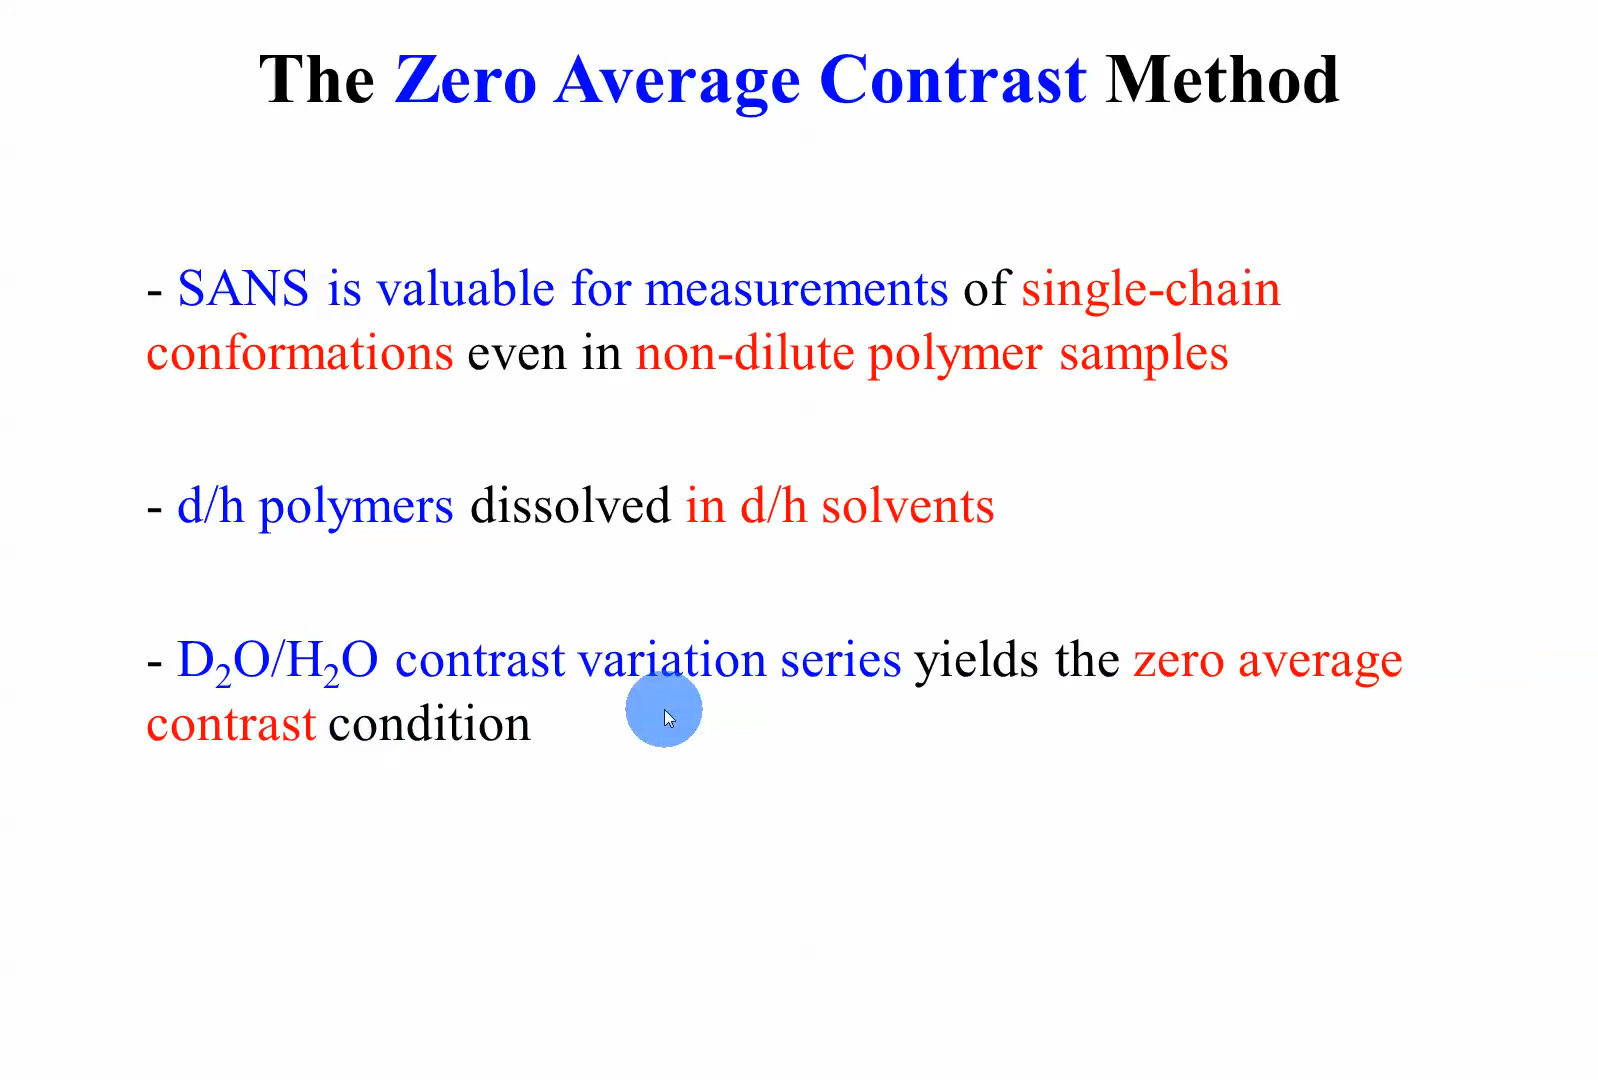 The Zero Average Contrast Method
- SANS is valuable for measurements of single-chain
conformations even in non-dilute polymer samples
- d/h polymers dissolved in d/h solvents
- D₂O/H₂O contrast variation series yields the zero average
contrast condition